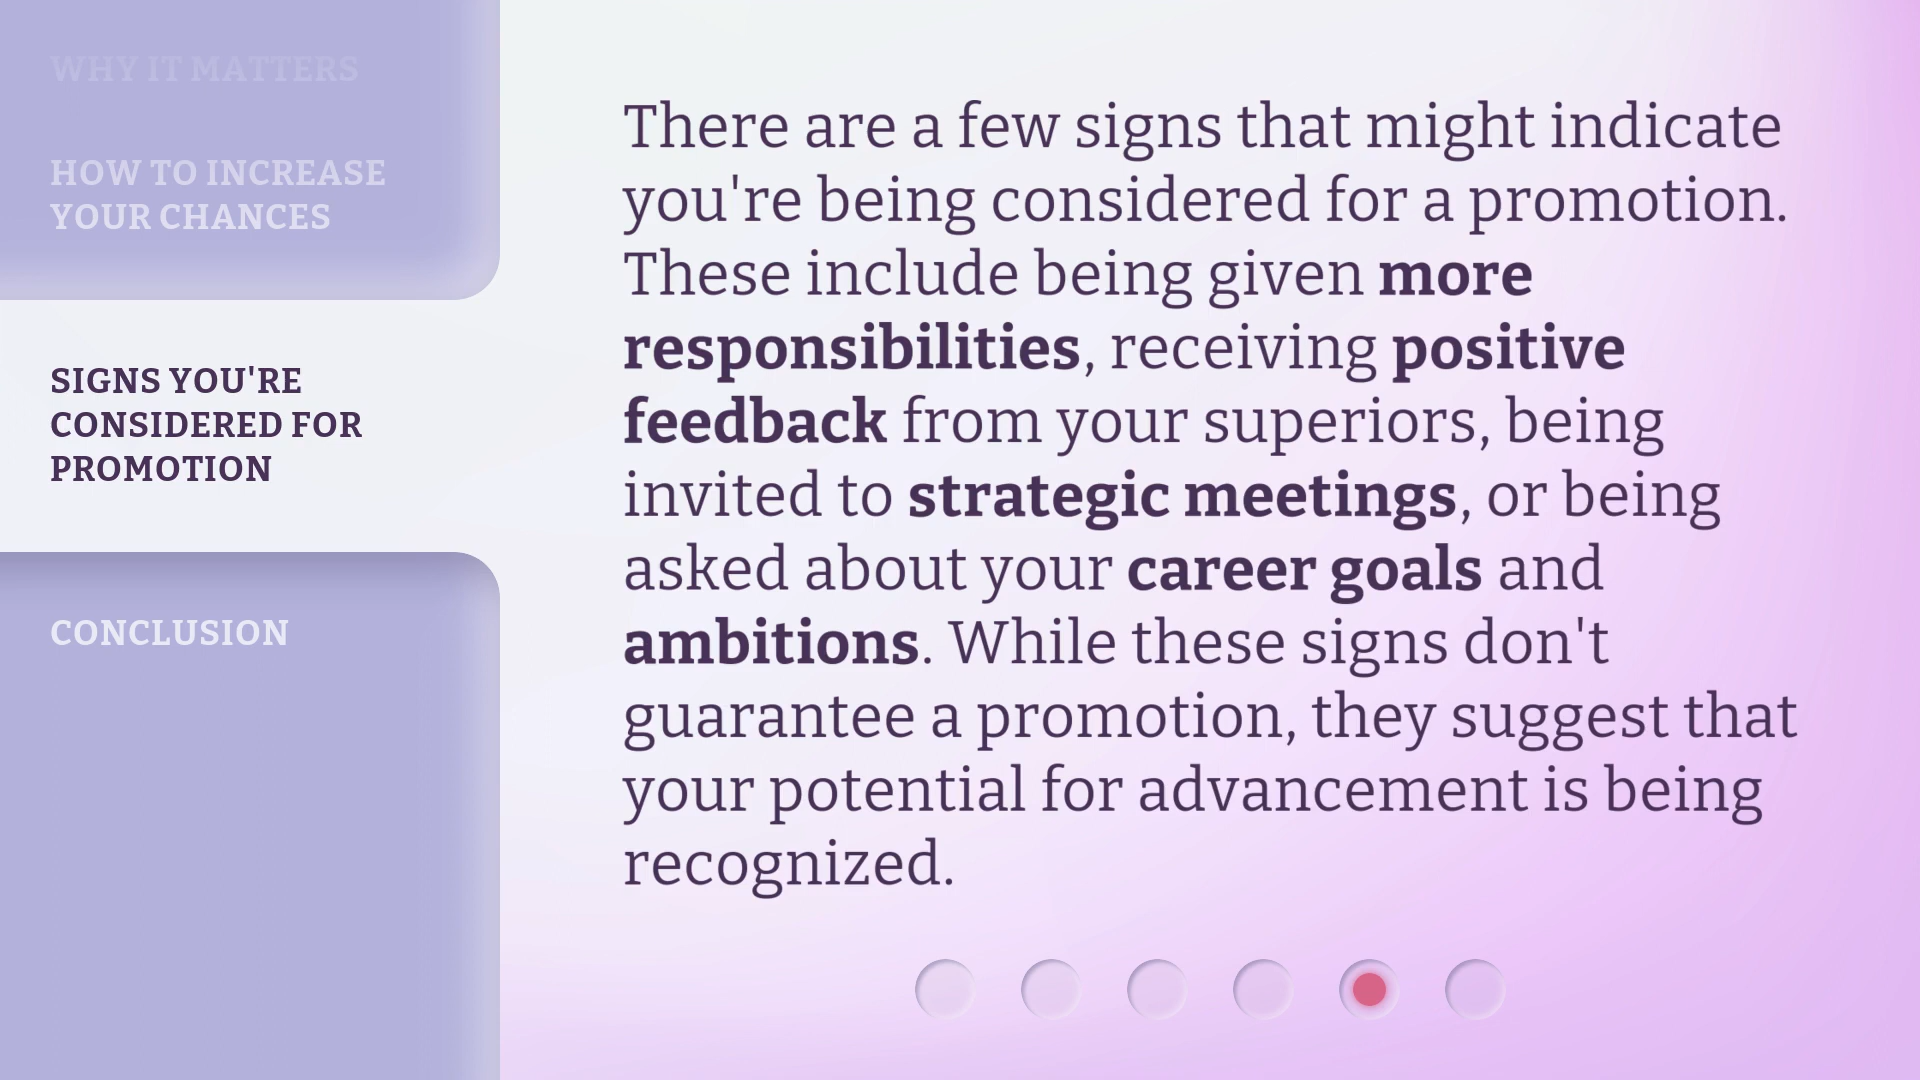 WHY IT MATTERS
HOW TO INCREASE
YOUR CHANCES
SIGNS YOU'RE
CONSIDERED FOR
PROMOTION
CONCLUSION
There are a few signs that might indicate
you're being considered for a promotion.
These include being given more
responsibilities, receiving positive
feedback from your superiors, being
invited to strategic meetings, or being
asked about your career goals and
ambitions. While these signs don't
guarantee a promotion, they suggest that
your potential for advancement is being
recognized.